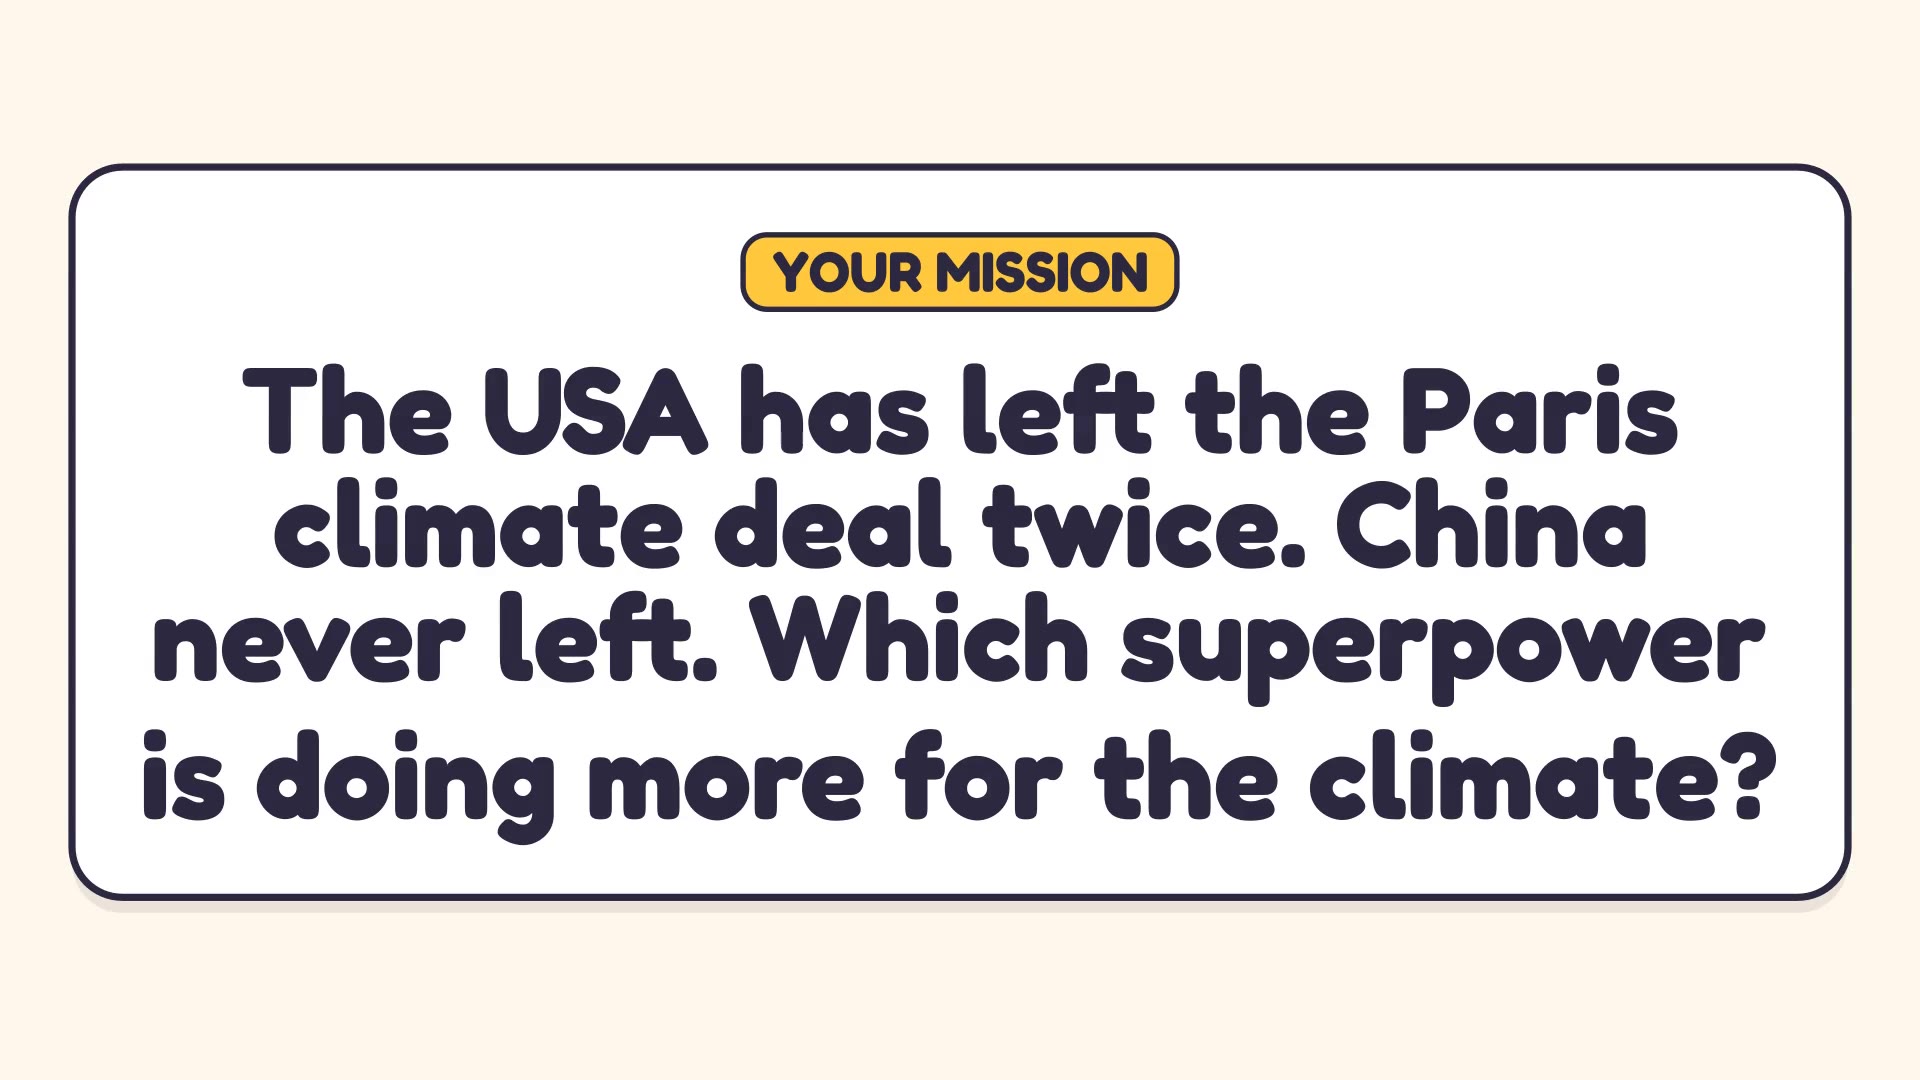 YOUR MISSION
The USA has left the Paris
climate deal twice. China
never left. Which superpower
is doing more for the climate?